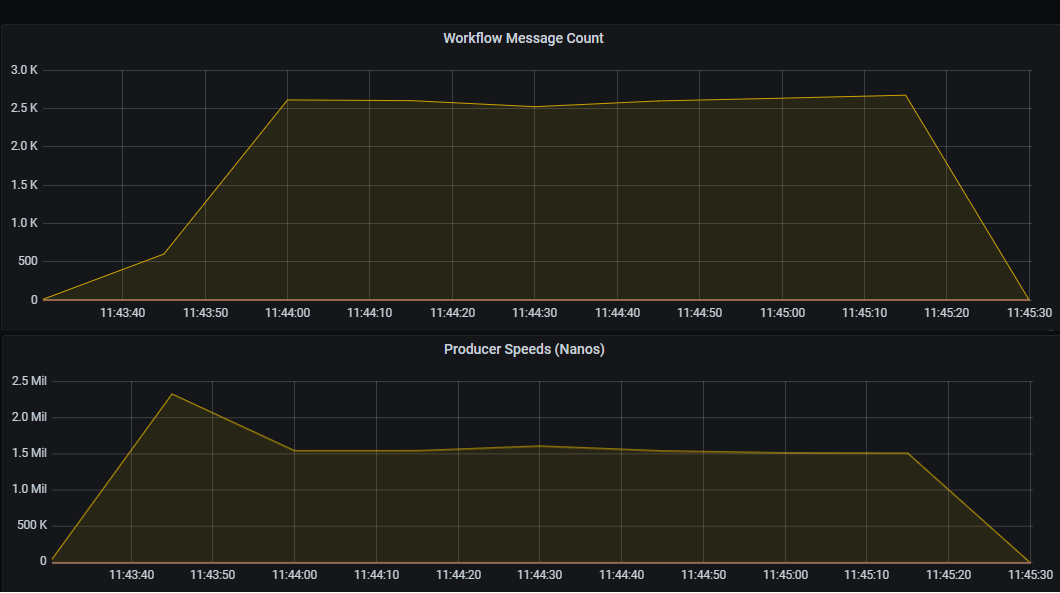 Workflow Message Count
3.0 K
2.5 K
2.0 K
1.5 K
1.0 K
500
0
11:43:40 11:43:50 11:44:00 11:44:10 11:44:20 11:44:30 11:44:40 11:44:50 11:45:00 11:45:10 11:45:20 11:45:30
Producer Speeds (Nanos)
2.5 Mil
2.0 Mil
1.5 Mil
1.0 Mil
500 K
0
11:43:40 11:43:50 11:44:00 11:44:10 11:44:20 11:44:30 11:44:40 11:44:50 11:45:00 11:45:10 11:45:20 11:45:30